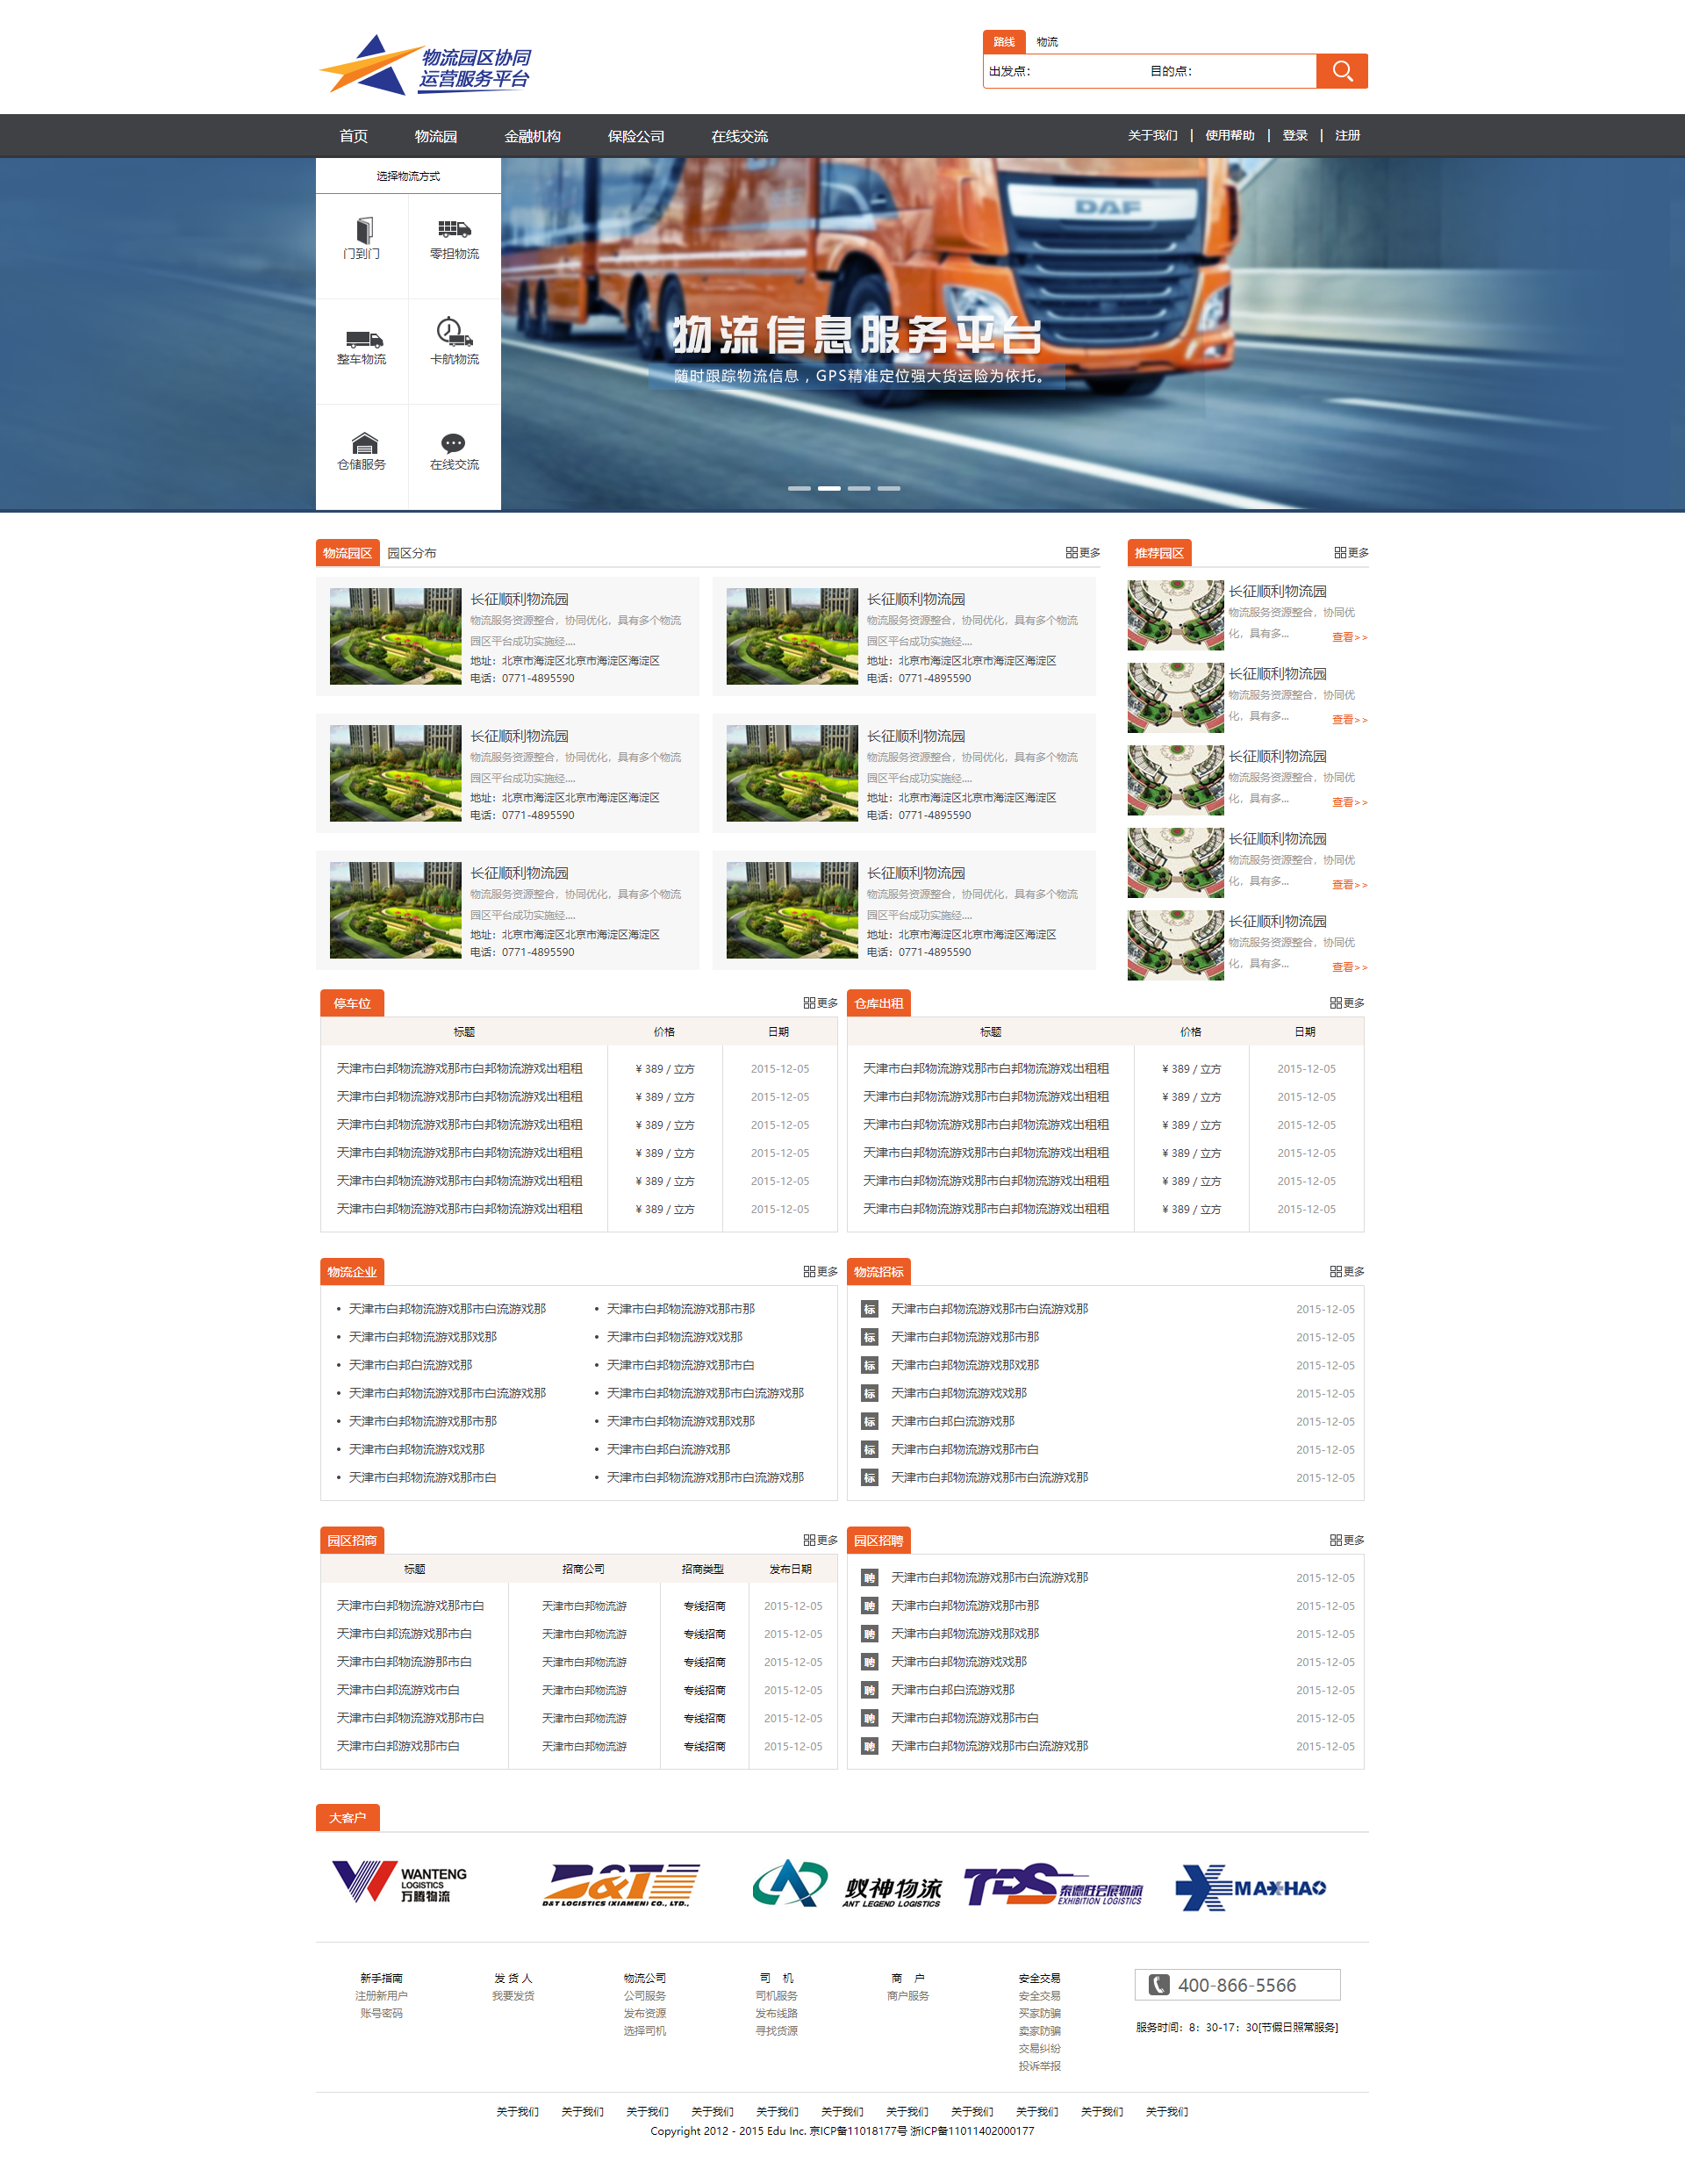 物流园区协同
运营服务平台
路线 物流
出发点： 目的点：
首页 物流园 金融机构 保险公司 在线交流 关于我们 | 使用帮助 | 登录 | 注册
选择物流方式
门到门 零担物流
整车物流 卡航物流
仓储服务 在线交流
DAF
物流信息服务平台
随时跟踪物流信息，GPS精准定位强大货运险为依托。
物流园区 园区分布 更多
长征顺利物流园
物流服务资源整合，协同优化，具有多个物流
园区平台成功实施经....
地址：北京市海淀区北京市海淀区海淀区
电话：0771-4895590
长征顺利物流园
物流服务资源整合，协同优化，具有多个物流
园区平台成功实施经....
地址：北京市海淀区北京市海淀区海淀区
电话：0771-4895590
长征顺利物流园
物流服务资源整合，协同优化，具有多个物流
园区平台成功实施经....
地址：北京市海淀区北京市海淀区海淀区
电话：0771-4895590
长征顺利物流园
物流服务资源整合，协同优化，具有多个物流
园区平台成功实施经....
地址：北京市海淀区北京市海淀区海淀区
电话：0771-4895590
长征顺利物流园
物流服务资源整合，协同优化，具有多个物流
园区平台成功实施经....
地址：北京市海淀区北京市海淀区海淀区
电话：0771-4895590
长征顺利物流园
物流服务资源整合，协同优化，具有多个物流
园区平台成功实施经....
地址：北京市海淀区北京市海淀区海淀区
电话：0771-4895590
推荐园区 更多
长征顺利物流园
物流服务资源整合，协同优
化，具有多... 查看>>
长征顺利物流园
物流服务资源整合，协同优
化，具有多... 查看>>
长征顺利物流园
物流服务资源整合，协同优
化，具有多... 查看>>
长征顺利物流园
物流服务资源整合，协同优
化，具有多... 查看>>
长征顺利物流园
物流服务资源整合，协同优
化，具有多... 查看>>
停车位 更多
标题 价格 日期
天津市白邦物流游戏那市白邦物流游戏出租租 ¥ 389 / 立方 2015-12-05
天津市白邦物流游戏那市白邦物流游戏出租租 ¥ 389 / 立方 2015-12-05
天津市白邦物流游戏那市白邦物流游戏出租租 ¥ 389 / 立方 2015-12-05
天津市白邦物流游戏那市白邦物流游戏出租租 ¥ 389 / 立方 2015-12-05
天津市白邦物流游戏那市白邦物流游戏出租租 ¥ 389 / 立方 2015-12-05
天津市白邦物流游戏那市白邦物流游戏出租租 ¥ 389 / 立方 2015-12-05
仓库出租 更多
标题 价格 日期
天津市白邦物流游戏那市白邦物流游戏出租租 ¥ 389 / 立方 2015-12-05
天津市白邦物流游戏那市白邦物流游戏出租租 ¥ 389 / 立方 2015-12-05
天津市白邦物流游戏那市白邦物流游戏出租租 ¥ 389 / 立方 2015-12-05
天津市白邦物流游戏那市白邦物流游戏出租租 ¥ 389 / 立方 2015-12-05
天津市白邦物流游戏那市白邦物流游戏出租租 ¥ 389 / 立方 2015-12-05
天津市白邦物流游戏那市白邦物流游戏出租租 ¥ 389 / 立方 2015-12-05
物流企业 更多
• 天津市白邦物流游戏那市白流游戏那 • 天津市白邦物流游戏那市那
• 天津市白邦物流游戏那戏那 • 天津市白邦物流游戏戏那
• 天津市白邦白流游戏那 • 天津市白邦物流游戏那市白
• 天津市白邦物流游戏那市白流游戏那 • 天津市白邦物流游戏那市白流游戏那
• 天津市白邦物流游戏那市那 • 天津市白邦物流游戏那戏那
• 天津市白邦物流游戏戏那 • 天津市白邦白流游戏那
• 天津市白邦物流游戏那市白 • 天津市白邦物流游戏那市白流游戏那
物流招标 更多
标 天津市白邦物流游戏那市白流游戏那 2015-12-05
标 天津市白邦物流游戏那市那 2015-12-05
标 天津市白邦物流游戏那戏那 2015-12-05
标 天津市白邦物流游戏戏那 2015-12-05
标 天津市白邦白流游戏那 2015-12-05
标 天津市白邦物流游戏那市白 2015-12-05
标 天津市白邦物流游戏那市白流游戏那 2015-12-05
园区招商 更多
标题 招商公司 招商类型 发布日期
天津市白邦物流游戏那市白 天津市白邦物流游 专线招商 2015-12-05
天津市白邦流游戏那市白 天津市白邦物流游 专线招商 2015-12-05
天津市白邦物流游那市白 天津市白邦物流游 专线招商 2015-12-05
天津市白邦流游戏市白 天津市白邦物流游 专线招商 2015-12-05
天津市白邦物流游戏那市白 天津市白邦物流游 专线招商 2015-12-05
天津市白邦游戏那市白 天津市白邦物流游 专线招商 2015-12-05
园区招聘 更多
聘 天津市白邦物流游戏那市白流游戏那 2015-12-05
聘 天津市白邦物流游戏那市那 2015-12-05
聘 天津市白邦物流游戏那戏那 2015-12-05
聘 天津市白邦物流游戏戏那 2015-12-05
聘 天津市白邦白流游戏那 2015-12-05
聘 天津市白邦物流游戏那市白 2015-12-05
聘 天津市白邦物流游戏那市白流游戏那 2015-12-05
大客户
WANTENG
LOGISTICS
万腾物流
D&T
D&T LOGISTICS (XIAMEN) CO., LTD.,
蚁神物流
ANT LEGEND LOGISTICS
TDS
泰德胜会展物流
EXHIBITION LOGISTICS
MAXHAO
新手指南
注册新用户
账号密码
发 货 人
我要发货
物流公司
公司服务
发布资源
选择司机
司 机
司机服务
发布线路
寻找货源
商 户
商户服务
安全交易
安全交易
买家防骗
卖家防骗
交易纠纷
投诉举报
400-866-5566
服务时间：8：30-17：30[节假日照常服务]
关于我们 关于我们 关于我们 关于我们 关于我们 关于我们 关于我们 关于我们 关于我们 关于我们 关于我们
Copyright 2012 - 2015 Edu Inc. 京ICP备11018177号 浙ICP备11011402000177